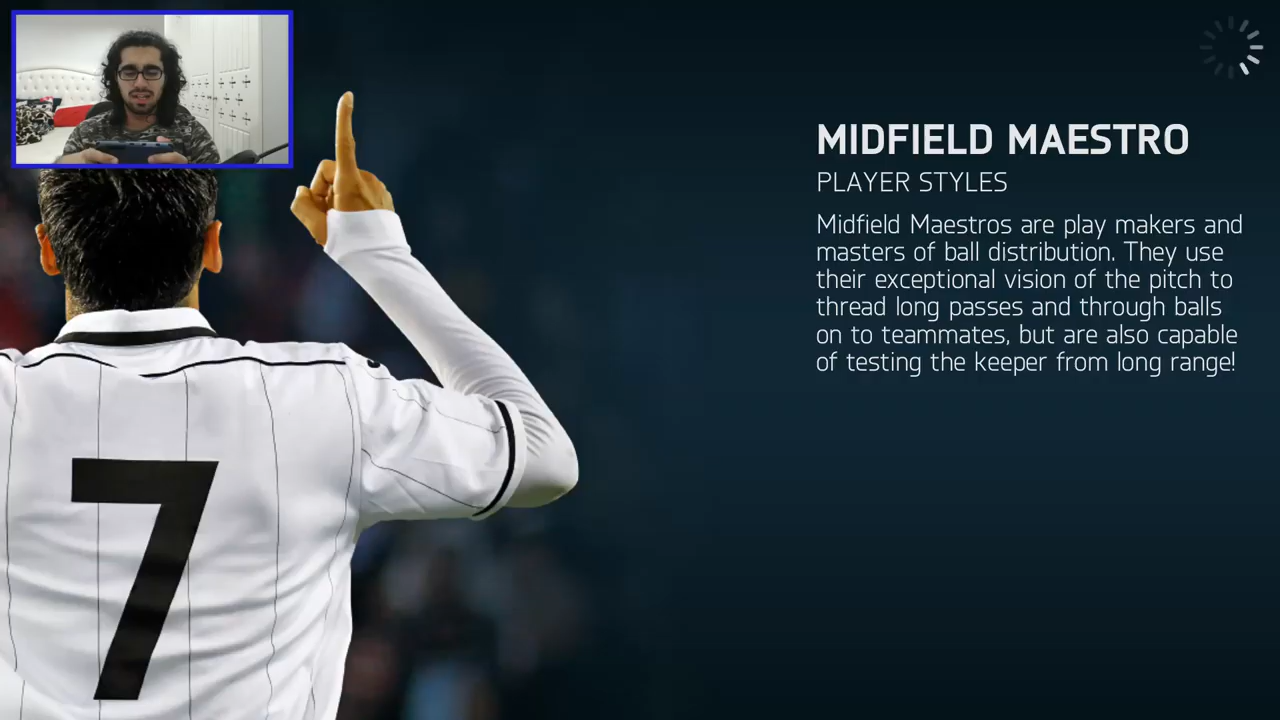 MIDFIELD MAESTRO
PLAYER STYLES
Midfield Maestros are play makers and
masters of ball distribution. They use
their exceptional vision of the pitch to
thread long passes and through balls
on to teammates, but are also capable
of testing the keeper from long range!
7